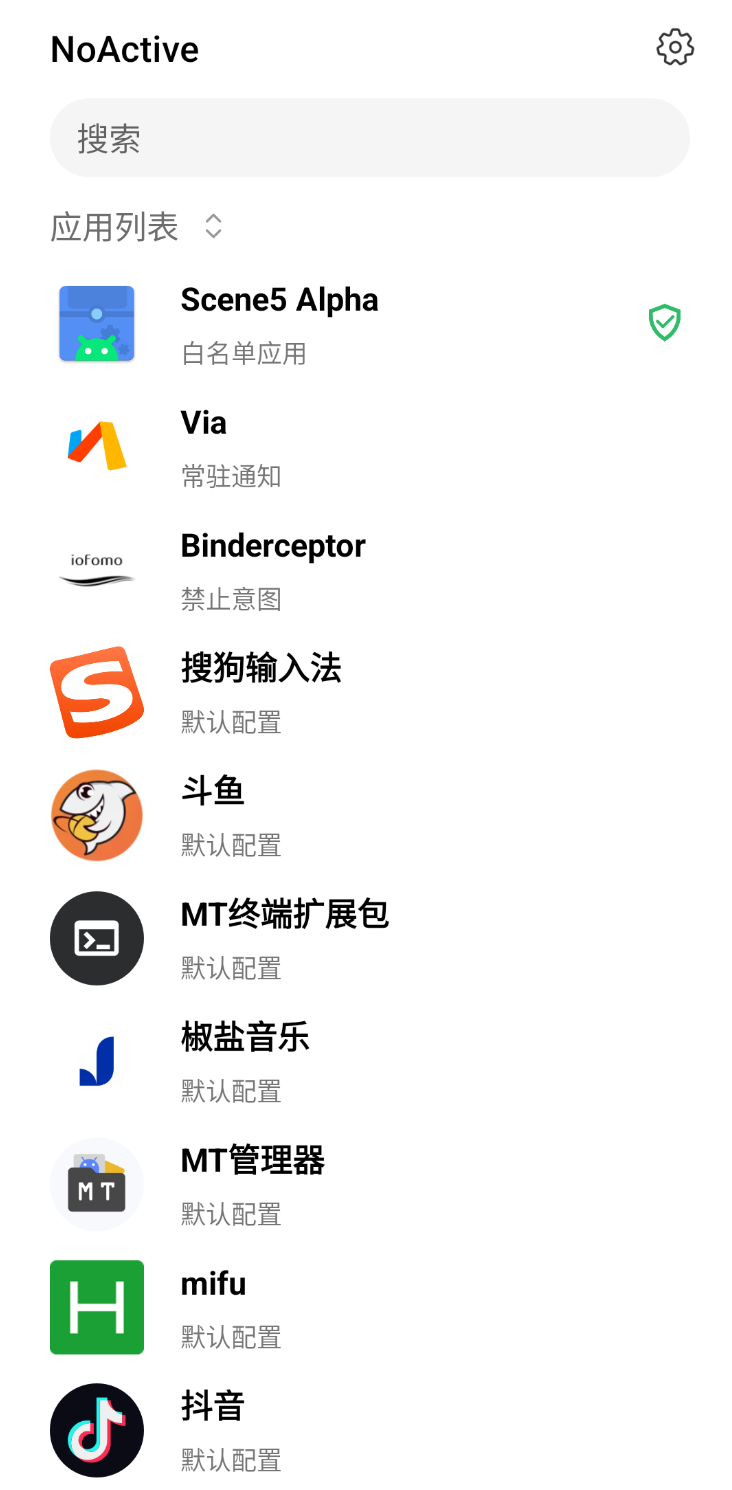 NoActive
搜索
应用列表
Scene5 Alpha
白名单应用
Via
常驻通知
iofomo
Binderceptor
禁止意图
搜狗输入法
默认配置
斗鱼
默认配置
MT终端扩展包
默认配置
椒盐音乐
默认配置
MT
MT管理器
默认配置
mifu
默认配置
抖音
默认配置